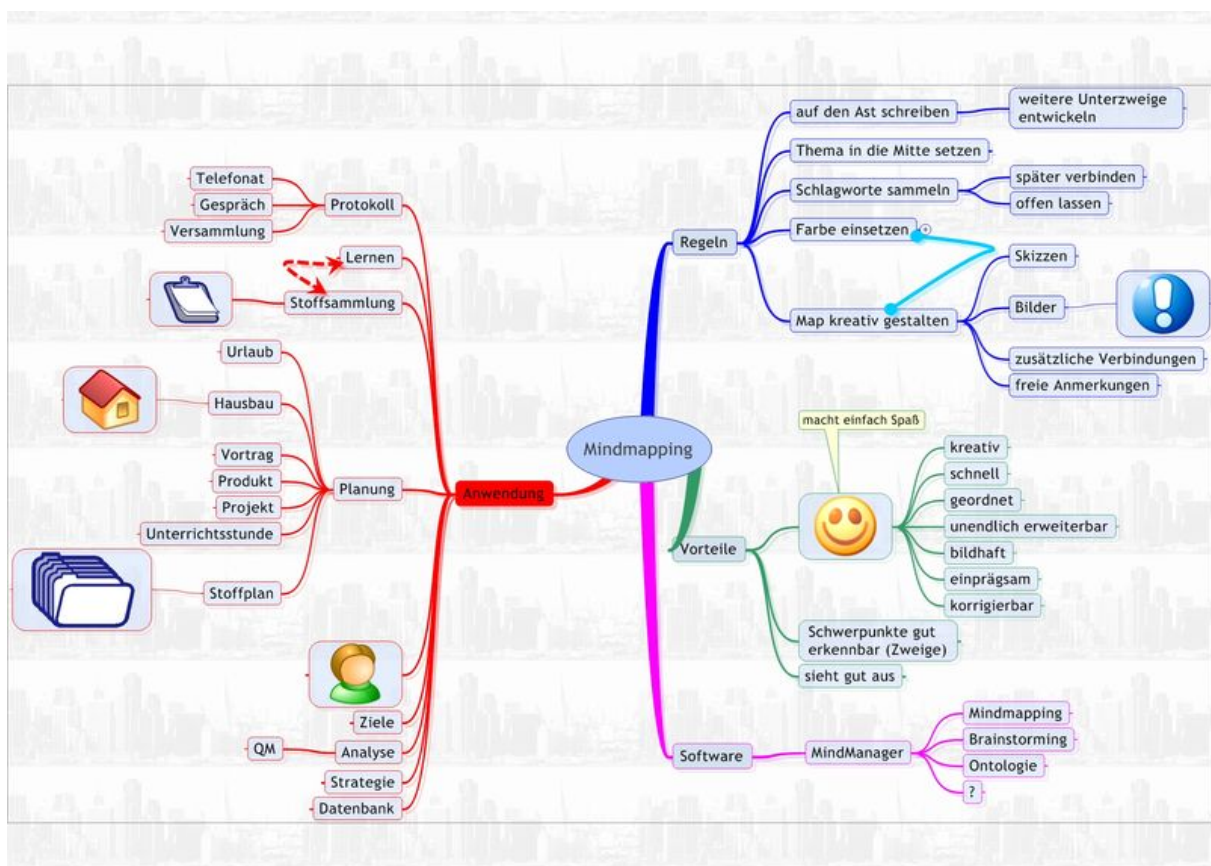 Mindmapping
Regeln
auf den Ast schreiben
weitere Unterzweige
entwickeln
Thema in die Mitte setzen
Schlagworte sammeln
später verbinden
offen lassen
Farbe einsetzen
Map kreativ gestalten
Skizzen
Bilder
zusätzliche Verbindungen
freie Anmerkungen
Vorteile
macht einfach Spaß
kreativ
schnell
geordnet
unendlich erweiterbar
bildhaft
einprägsam
korrigierbar
Schwerpunkte gut
erkennbar (Zweige)
sieht gut aus
Software
MindManager
Mindmapping
Brainstorming
Ontologie
?
Anwendung
Protokoll
Telefonat
Gespräch
Versammlung
Lernen
Stoffsammlung
Planung
Urlaub
Hausbau
Vortrag
Produkt
Projekt
Unterrichtsstunde
Stoffplan
Ziele
Analyse
QM
Strategie
Datenbank